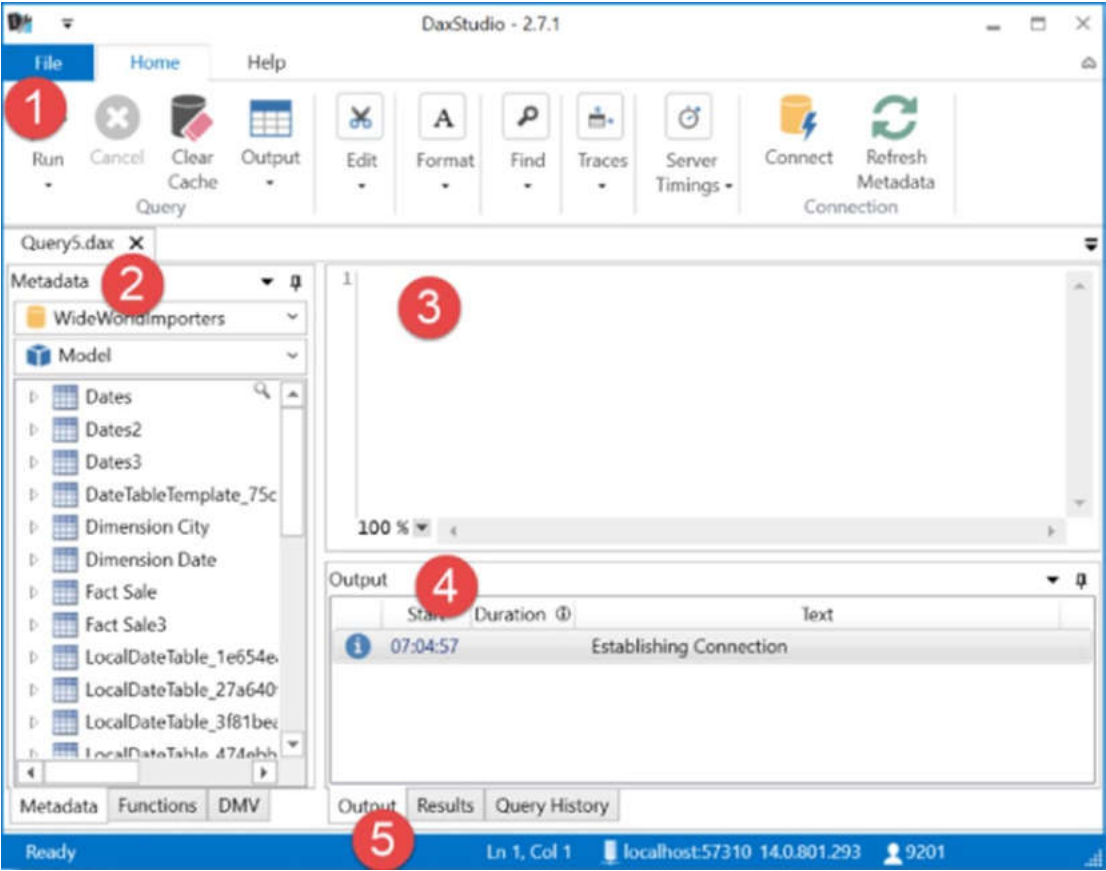 DaxStudio - 2.7.1
File Home Help
1
Run Cancel Clear Cache Output Edit Format Find Traces Server Timings Connect Refresh Metadata
Query Connection
Query5.dax
Metadata 2
WideWorldImporters
Model
Dates
Dates2
Dates3
DateTableTemplate_75c
Dimension City
Dimension Date
Fact Sale
Fact Sale3
LocalDateTable_1e654e
LocalDateTable_27a640
LocalDateTable_3f81bea
LocalDateTable_474ebb
Metadata Functions DMV
1
3
100 %
Output 4
Start Duration Text
07:04:57 Establishing Connection
Output Results Query History
5
Ready Ln 1, Col 1 localhost:57310 14.0.801.293 9201